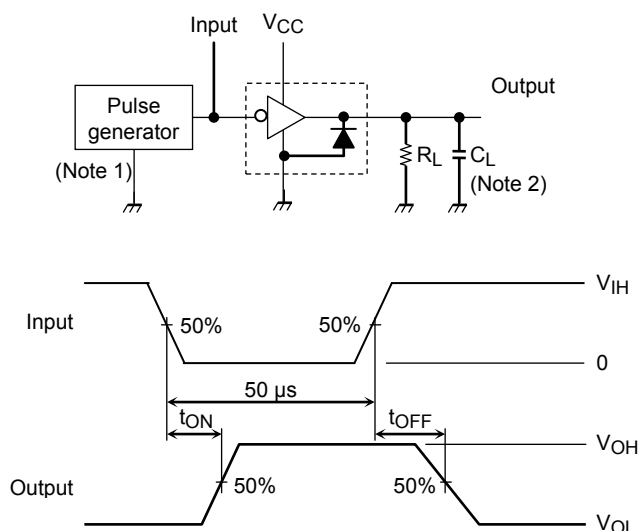 Input
VCC
Output
Pulse
generator
(Note 1)
RL
CL
(Note 2)
VIH
Input
50%
50%
0
50 µs
tON
tOFF
VOH
Output
50%
50%
VOL